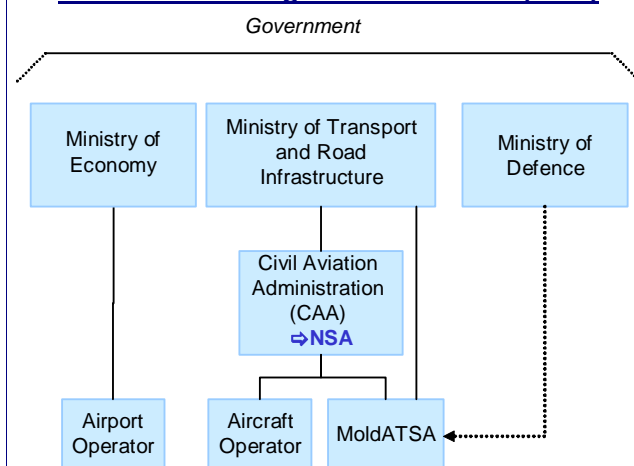 Government
Ministry of
Economy
Ministry of Transport
and Road
Infrastructure
Ministry of
Defence
Civil Aviation
Administration
(CAA)
⇨NSA
Airport
Operator
Aircraft
Operator
MoldATSA